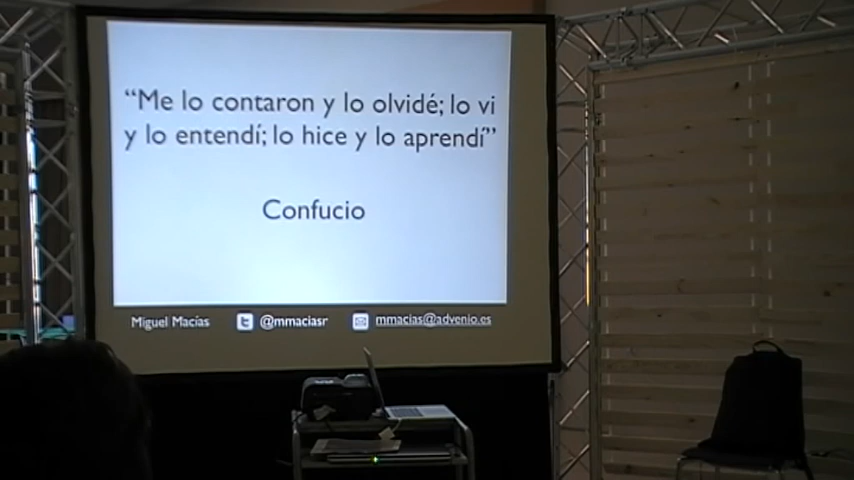 “Me lo contaron y lo olvidé; lo vi
y lo entendí; lo hice y lo aprendí”
Confucio
Miguel Macías @mmaciasr mmacias@advenio.es